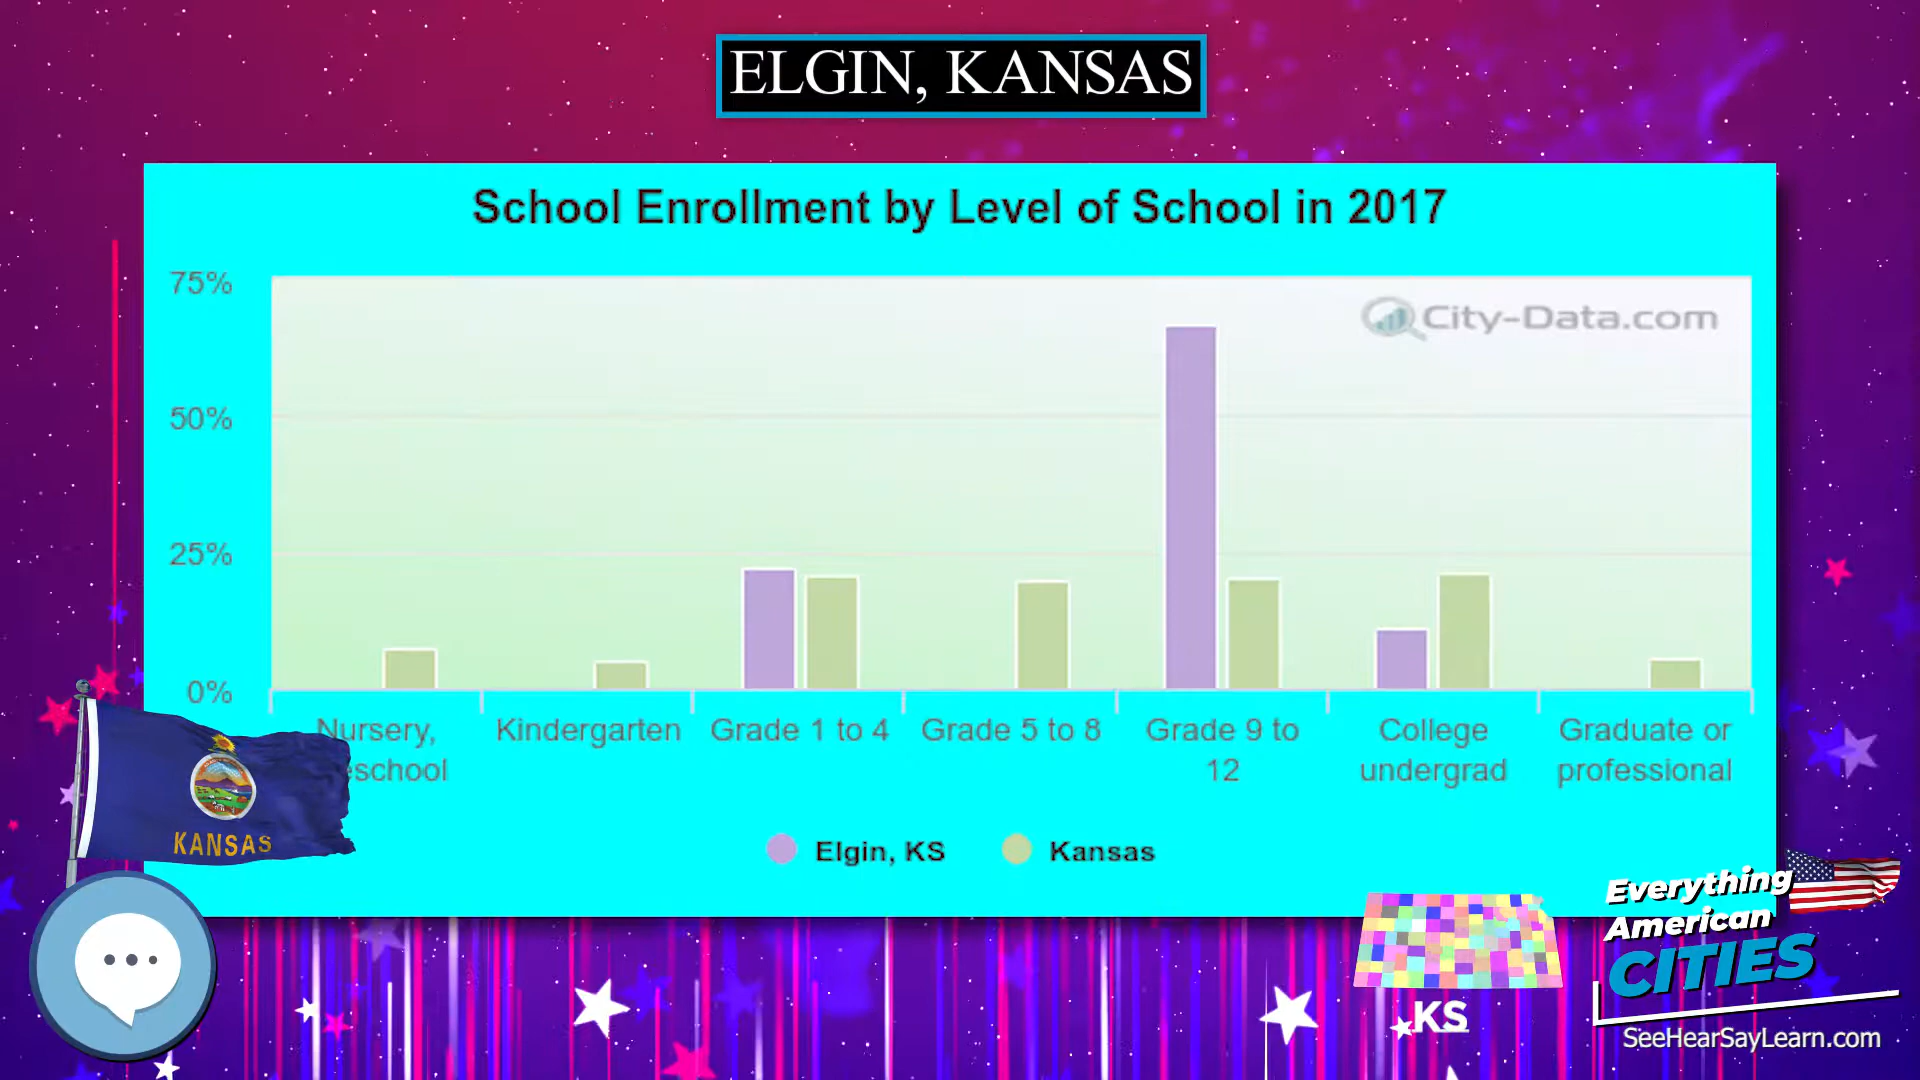 ELGIN, KANSAS
School Enrollment by Level of School in 2017
City-Data.com
75%
50%
25%
0%
Nursery,
Kindergarten
Grade 1 to 4
Grade 5 to 8
Grade 9 to
12
College
undergrad
Graduate or
professional
Elgin, KS
Kansas
KANSAS
KS
Everything
American
CITIES
SeeHearSayLearn.com